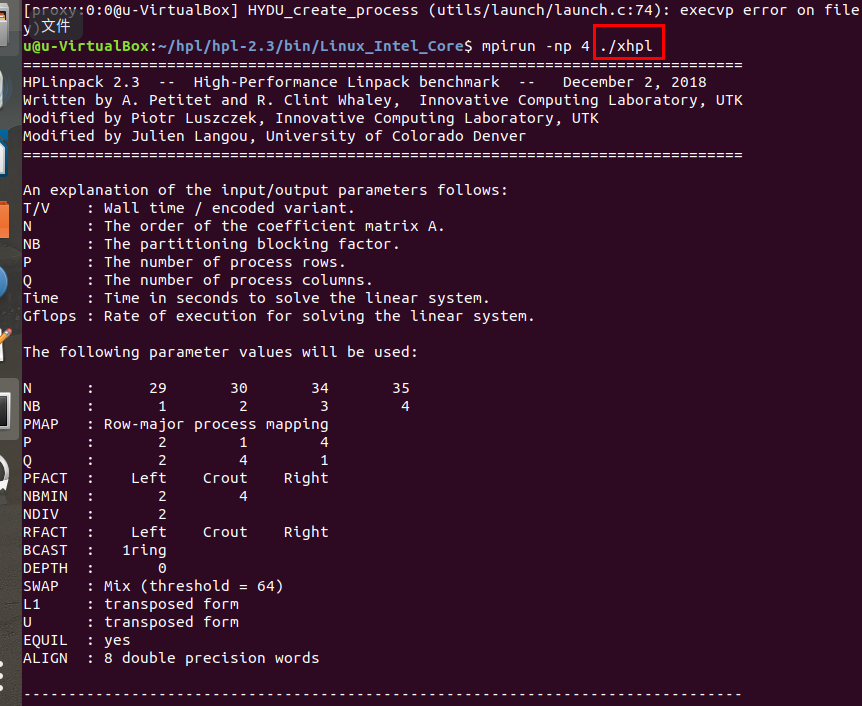 [proxy:0:0@u-VirtualBox] HYDU_create_process (utils/launch/launch.c:74): execvp error on file
y)
文件
u@u-VirtualBox:~/hpl/hpl-2.3/bin/Linux_Intel_Core$ mpirun -np 4 ./xhpl
================================================================================
HPLinpack 2.3  --  High-Performance Linpack benchmark  --   December 2, 2018
Written by A. Petitet and R. Clint Whaley,  Innovative Computing Laboratory, UTK
Modified by Piotr Luszczek, Innovative Computing Laboratory, UTK
Modified by Julien Langou, University of Colorado Denver
================================================================================
An explanation of the input/output parameters follows:
T/V    : Wall time / encoded variant.
N      : The order of the coefficient matrix A.
NB     : The partitioning blocking factor.
P      : The number of process rows.
Q      : The number of process columns.
Time   : Time in seconds to solve the linear system.
Gflops : Rate of execution for solving the linear system.
The following parameter values will be used:
N      :      29       30       34       35
NB     :       1        2        3        4
PMAP   : Row-major process mapping
P      :       2        1        4
Q      :       2        4        1
PFACT  :    Left    Crout    Right
NBMIN  :       2        4
NDIV   :       2
RFACT  :    Left    Crout    Right
BCAST  :   1ring
DEPTH  :       0
SWAP   : Mix (threshold = 64)
L1     : transposed form
U      : transposed form
EQUIL  : yes
ALIGN  : 8 double precision words
--------------------------------------------------------------------------------